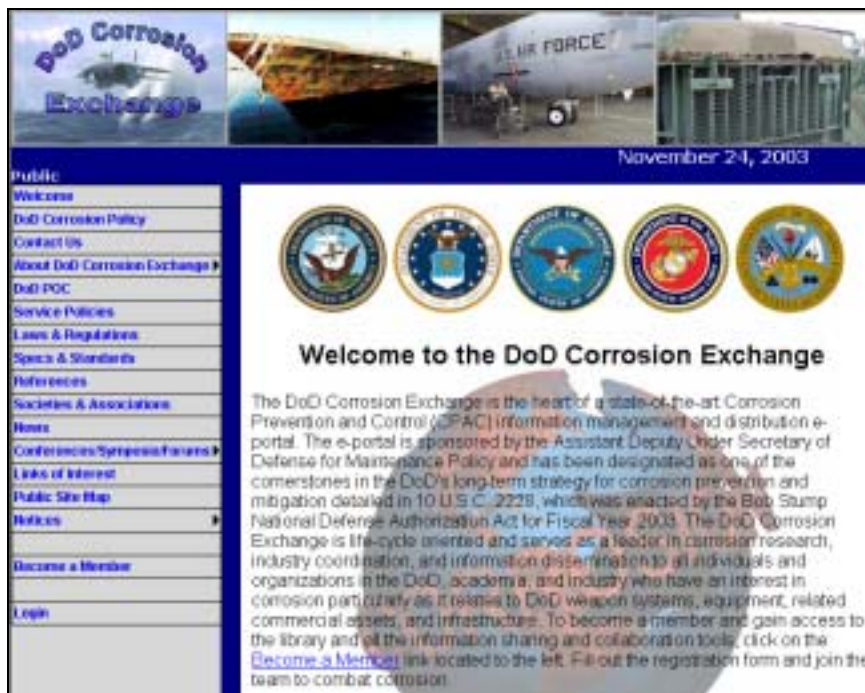 DoD Corrosion
Exchange
U.S. AIR FORCE
November 24, 2003
Public
Welcome
DoD Corrosion Policy
Contact Us
About DoD Corrosion Exchange
DoD POC
Service Policies
Laws & Regulations
Specs & Standards
References
Societies & Associations
News
Conferences/Symposia/Forums
Links of Interest
Public Site Map
Notices
Become a Member
Login
Welcome to the DoD Corrosion Exchange
The DoD Corrosion Exchange is the heart of a state-of-the-art Corrosion
Prevention and Control (CPAC) information management and distribution e-
portal. The e-portal is sponsored by the Assistant Deputy Under Secretary of
Defense for Maintenance Policy and has been designated as one of the
cornerstones in the DoD's long-term strategy for corrosion prevention and
mitigation detailed in 10 U.S.C. 2228, which was enacted by the Bob Stump
National Defense Authorization Act for Fiscal Year 2003. The DoD Corrosion
Exchange is life-cycle oriented and serves as a leader in corrosion research,
industry coordination, and information dissemination to all individuals and
organizations in the DoD, academia, and industry who have an interest in
corrosion particularly as it relates to DoD weapon systems, equipment, related
commercial assets, and infrastructure. To become a member and gain access to
the library and all the information sharing and collaboration tools, click on the
Become a Member link located to the left. Fill out the registration form and join the
team to combat corrosion.